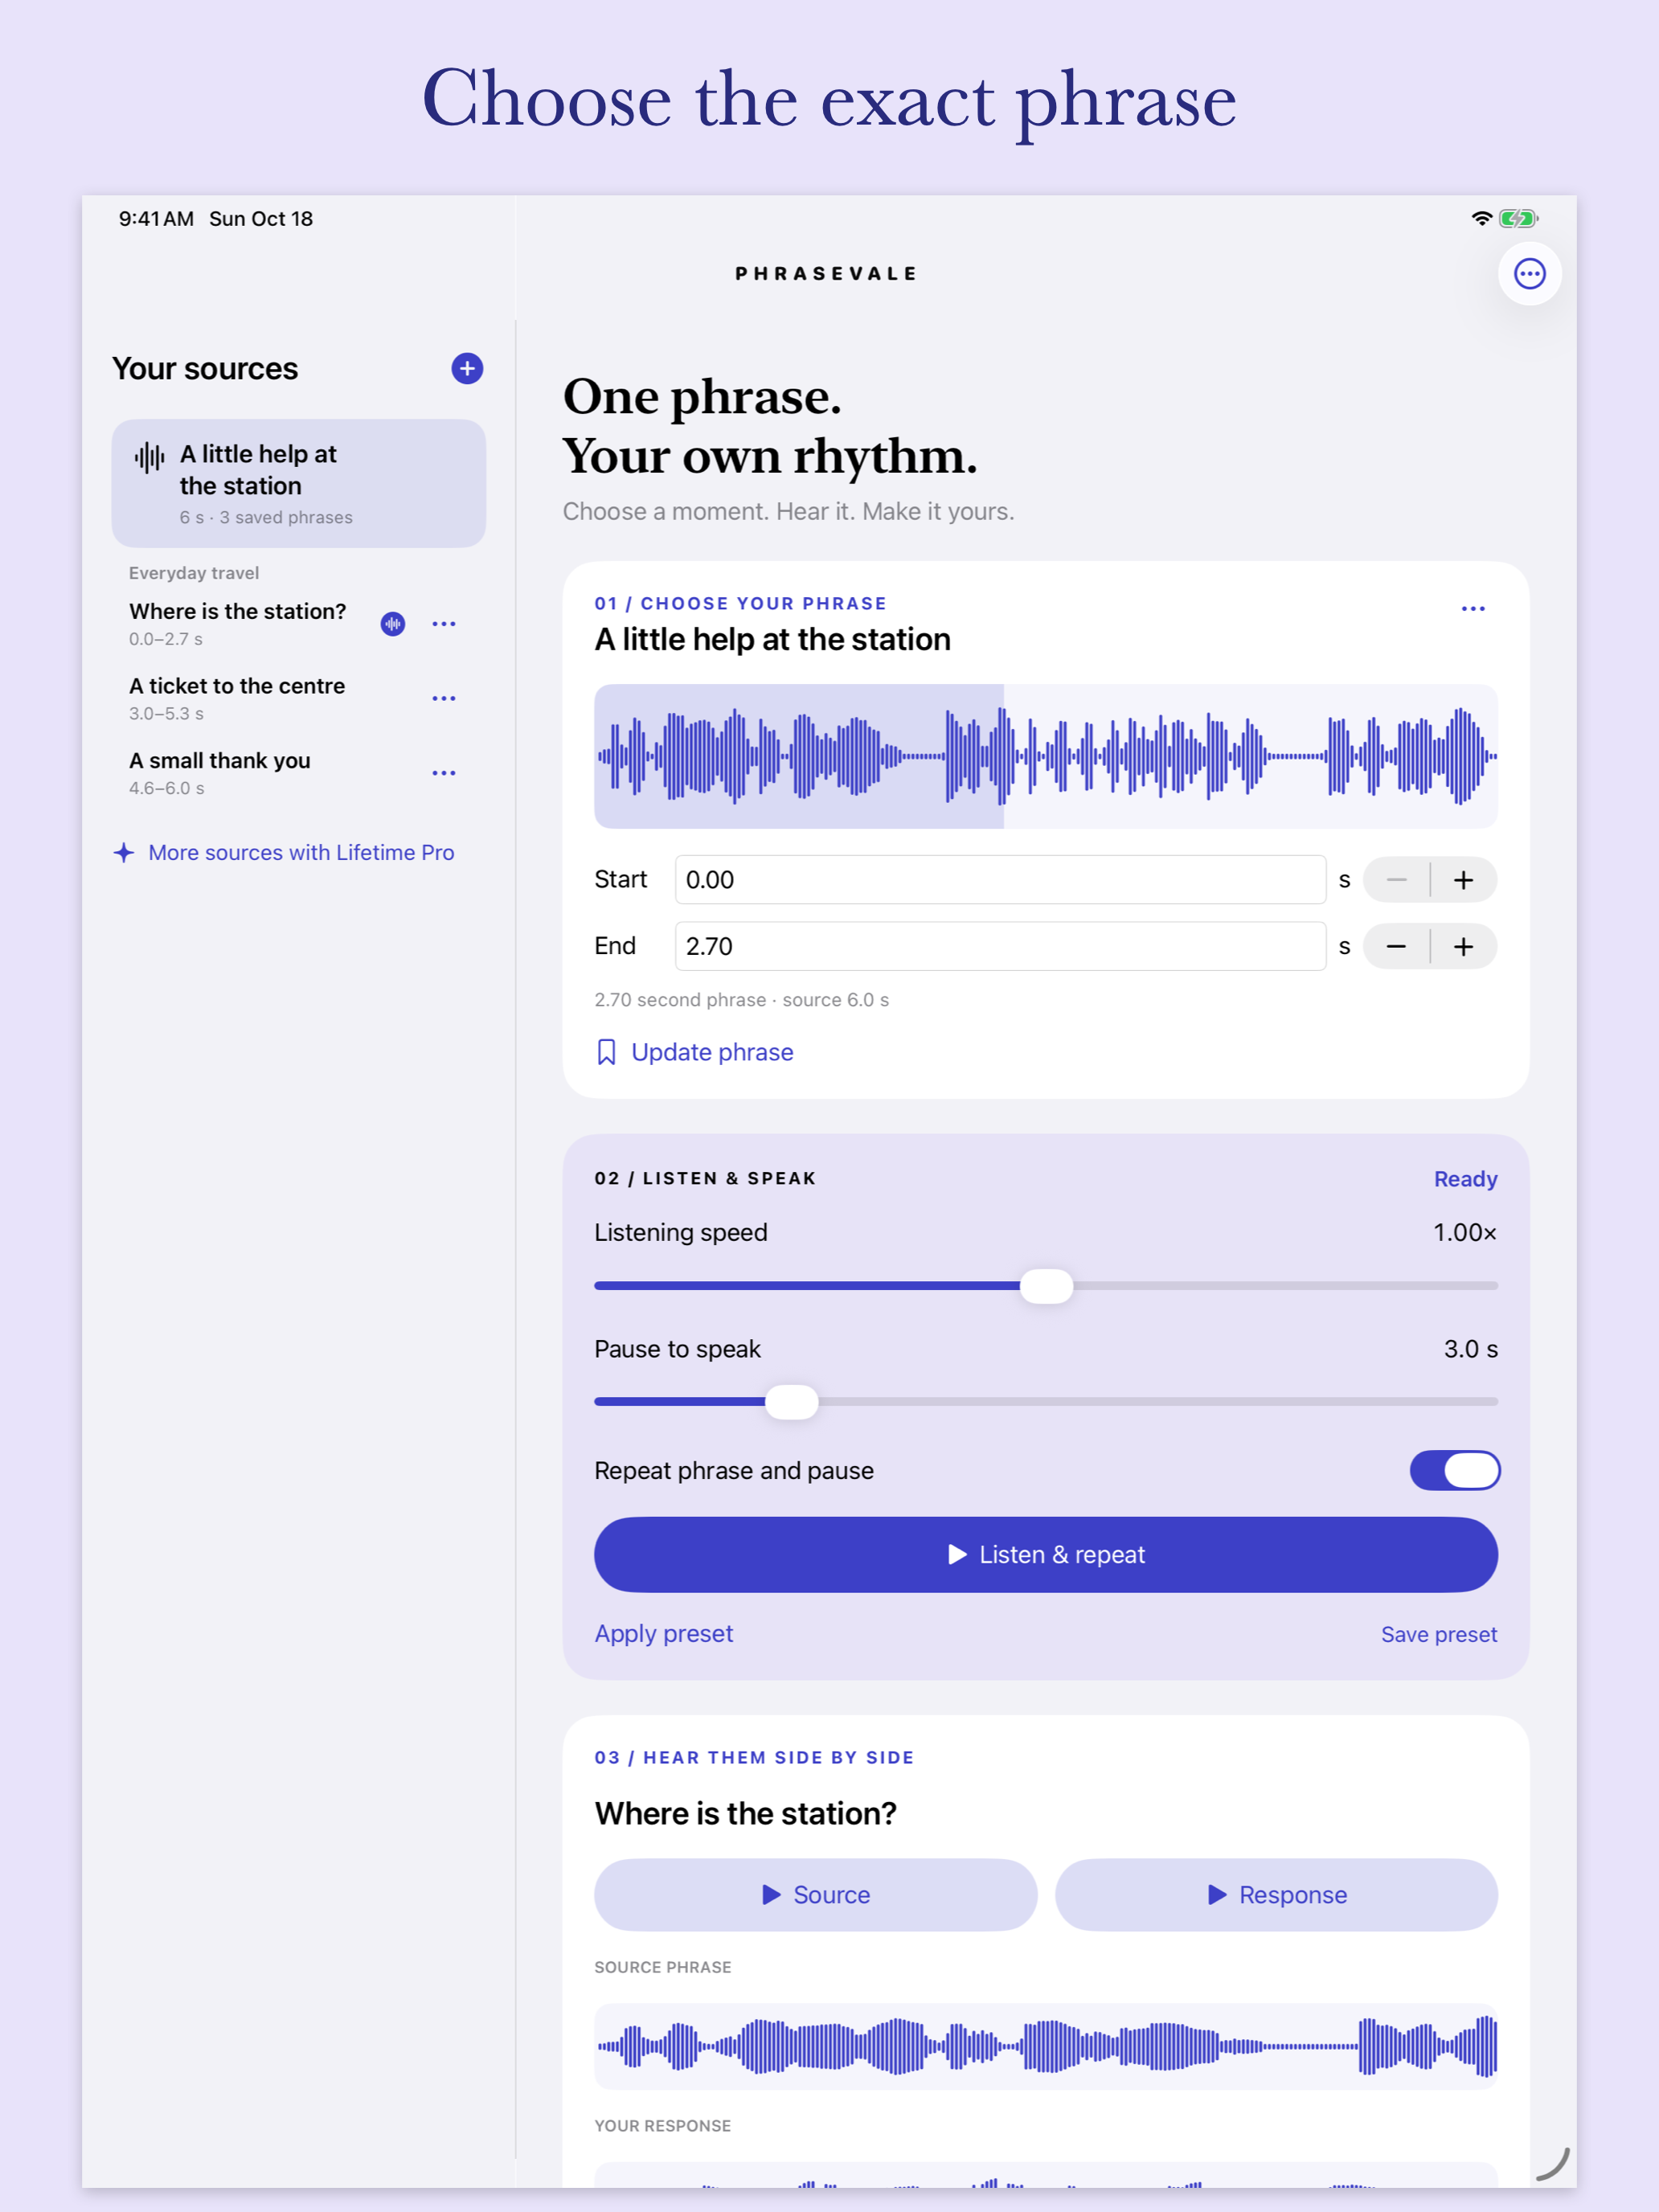 Choose the exact phrase
9:41 AM Sun Oct 18
PHRASEVALE
Your sources
A little help at
the station
6 s · 3 saved phrases
Everyday travel
Where is the station?
0.0–2.7 s
A ticket to the centre
3.0–5.3 s
A small thank you
4.6–6.0 s
More sources with Lifetime Pro
One phrase.
Your own rhythm.
Choose a moment. Hear it. Make it yours.
01 / CHOOSE YOUR PHRASE
A little help at the station
Start 0.00 s
End 2.70 s
2.70 second phrase · source 6.0 s
Update phrase
02 / LISTEN & SPEAK Ready
Listening speed 1.00×
Pause to speak 3.0 s
Repeat phrase and pause
Listen & repeat
Apply preset Save preset
03 / HEAR THEM SIDE BY SIDE
Where is the station?
Source Response
SOURCE PHRASE
YOUR RESPONSE